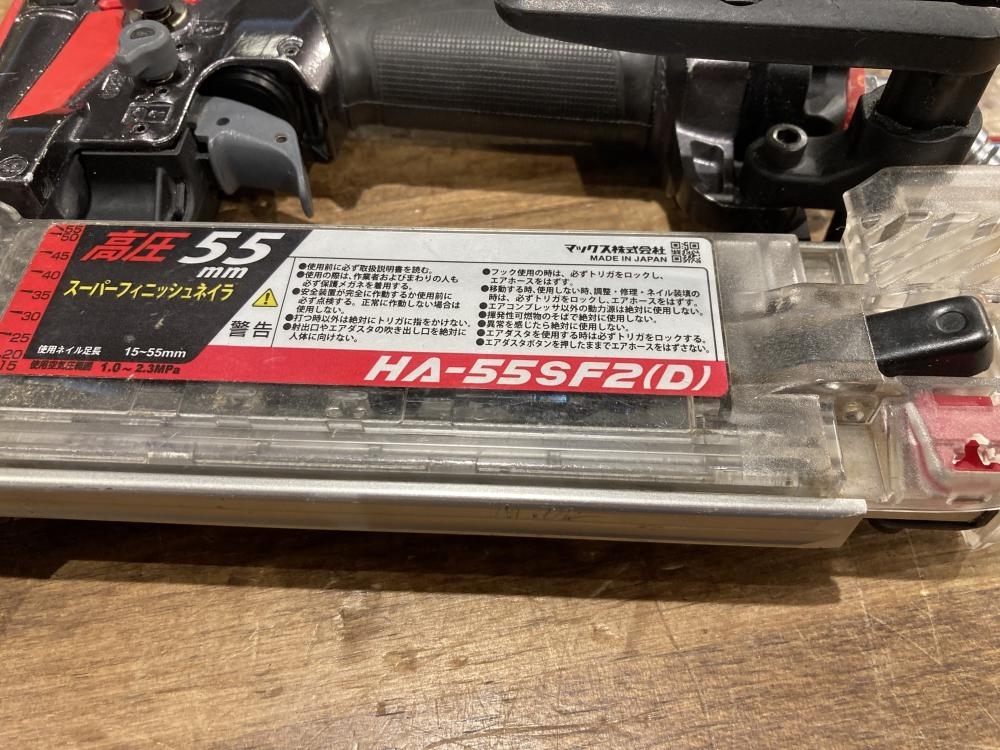 55
50
45
40
35
25
20
15
高圧 55
mm
スーパーフィニッシュネイラ
使用ネイル足長 15~55mm
使用空気圧範囲 1.0~2.3MPa
警告
●使用前に必ず取扱説明書を読む。
●使用の際は、作業者およびまわりの人も
必ず保護メガネを着用する。
●安全装置が完全に作動するか使用前に
必ず点検する。正常に作動しない場合は
使用しない。
●打つ時以外は絶対にトリガに指をかけない。
●射出口やエアダスタの吹き出し口を絶対に
人体に向けない。
マックス株式会社
MADE IN JAPAN
●フック使用の時は、必ずトリガをロックし、
エアホースをはずす。
●移動する時、使用しない時、調整・修理・ネイル装填の
時は、必ずトリガをロックし、エアホースをはずす。
●エアコンプレッサ以外の動力源は絶対に使用しない。
●揮発性可燃物のそばで絶対に使用しない。
●異常を感じたら絶対に使用しない。
●エアダスタを使用する時は必ずトリガをロックする。
●エアダスタボタンを押したままでエアホースをはずさない。
HA-55SF2(D)